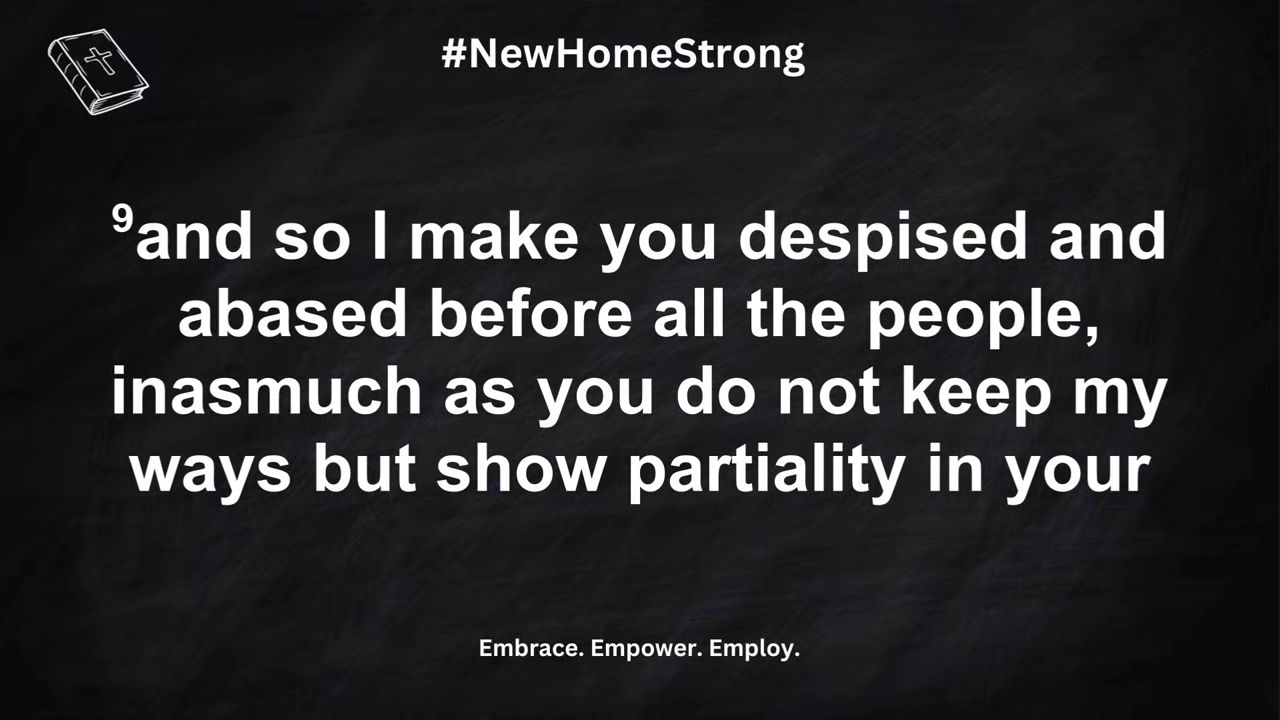 #NewHomeStrong
⁹and so I make you despised and
abased before all the people,
inasmuch as you do not keep my
ways but show partiality in your
Embrace. Empower. Employ.